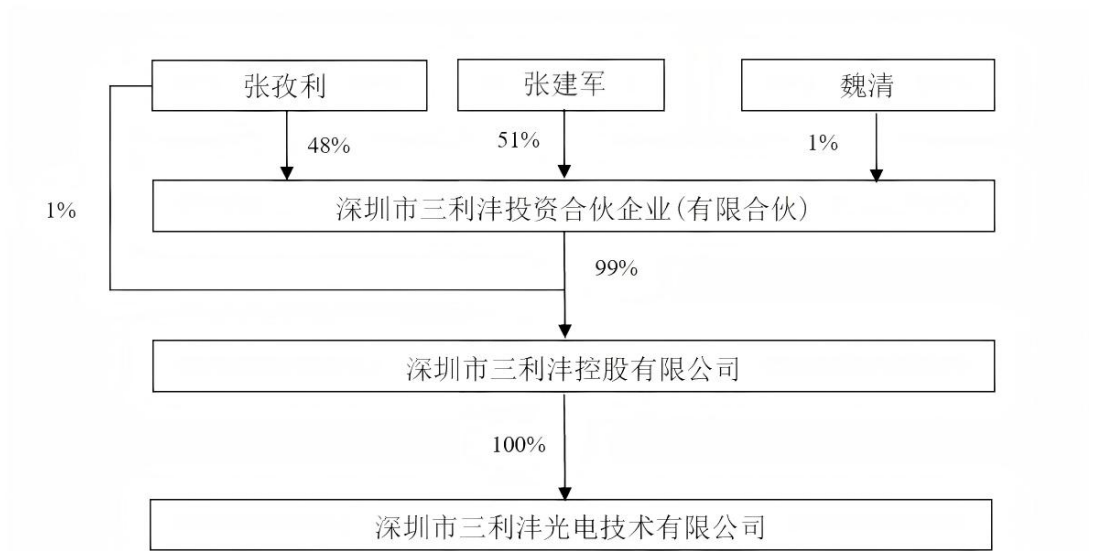 张孜利
张建军
魏清
48%
51%
1%
1%
深圳市三利沣投资合伙企业(有限合伙)
99%
深圳市三利沣控股有限公司
100%
深圳市三利沣光电技术有限公司